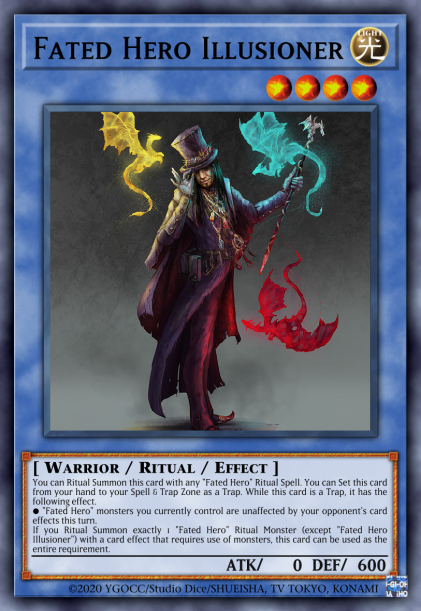 Fated Hero Illusioner
LIGHT
光
[ Warrior / Ritual / Effect ]
You can Ritual Summon this card with any "Fated Hero" Ritual Spell. You can Set this card
from your hand to your Spell & Trap Zone as a Trap. While this card is a Trap, it has the
following effect.
● "Fated Hero" monsters you currently control are unaffected by your opponent's card
effects this turn.
If you Ritual Summon exactly 1 "Fated Hero" Ritual Monster (except "Fated Hero
Illusioner") with a card effect that requires use of monsters, this card can be used as the
entire requirement.
ATK/ 0 DEF/ 600
©2020 YGOCC/Studio Dice/SHUEISHA, TV TOKYO, KONAMI